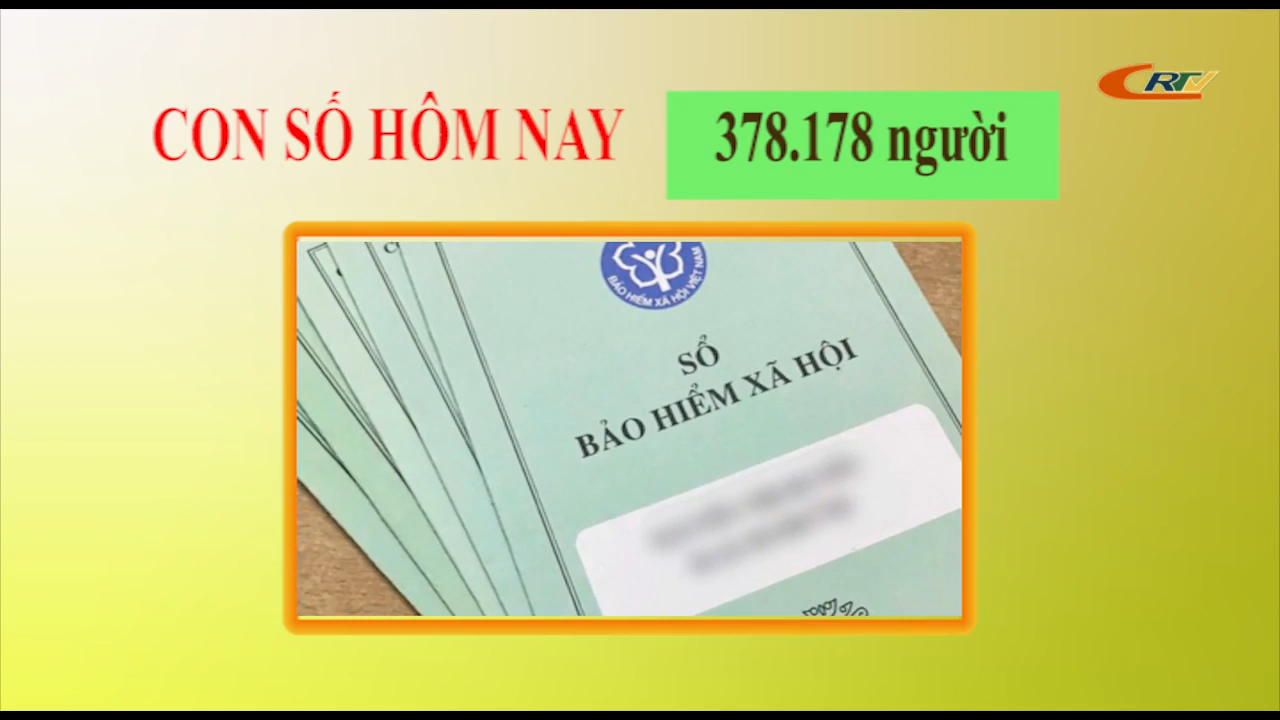 CRTV
CON SỐ HÔM NAY
378.178 người
BẢO HIỂM XÃ HỘI VIỆT NAM
SỔ
BẢO HIỂM XÃ HỘI